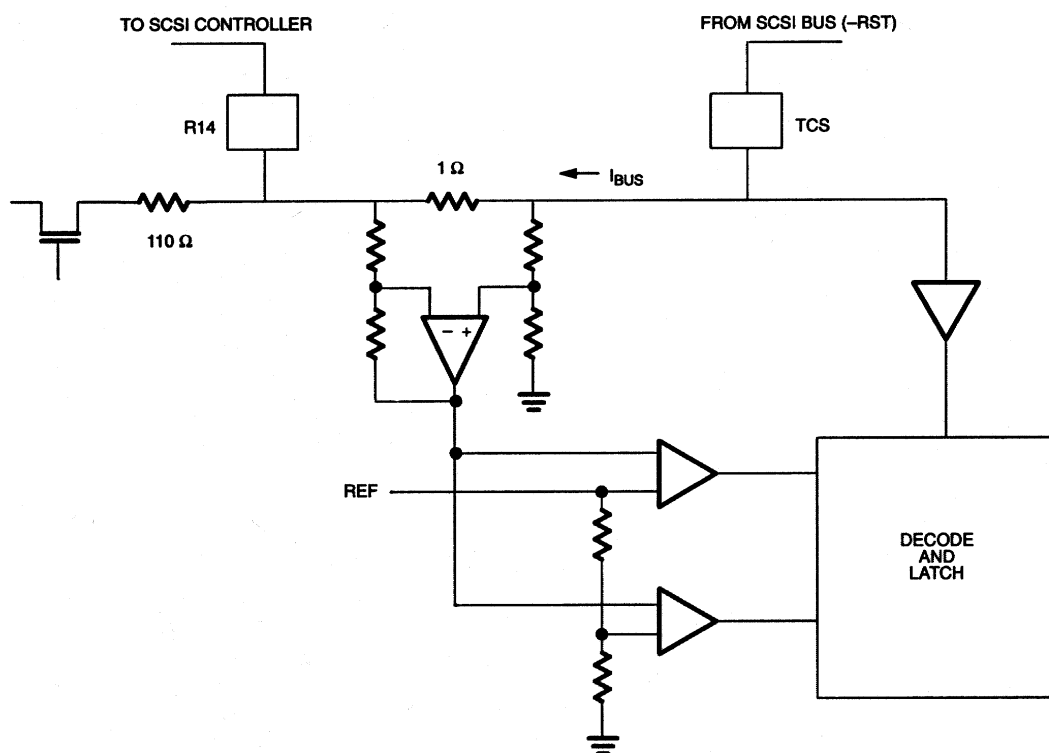 TO SCSI CONTROLLER
FROM SCSI BUS (–RST)
R14
TCS
1 Ω
I_BUS
110 Ω
– +
REF
DECODE
AND
LATCH